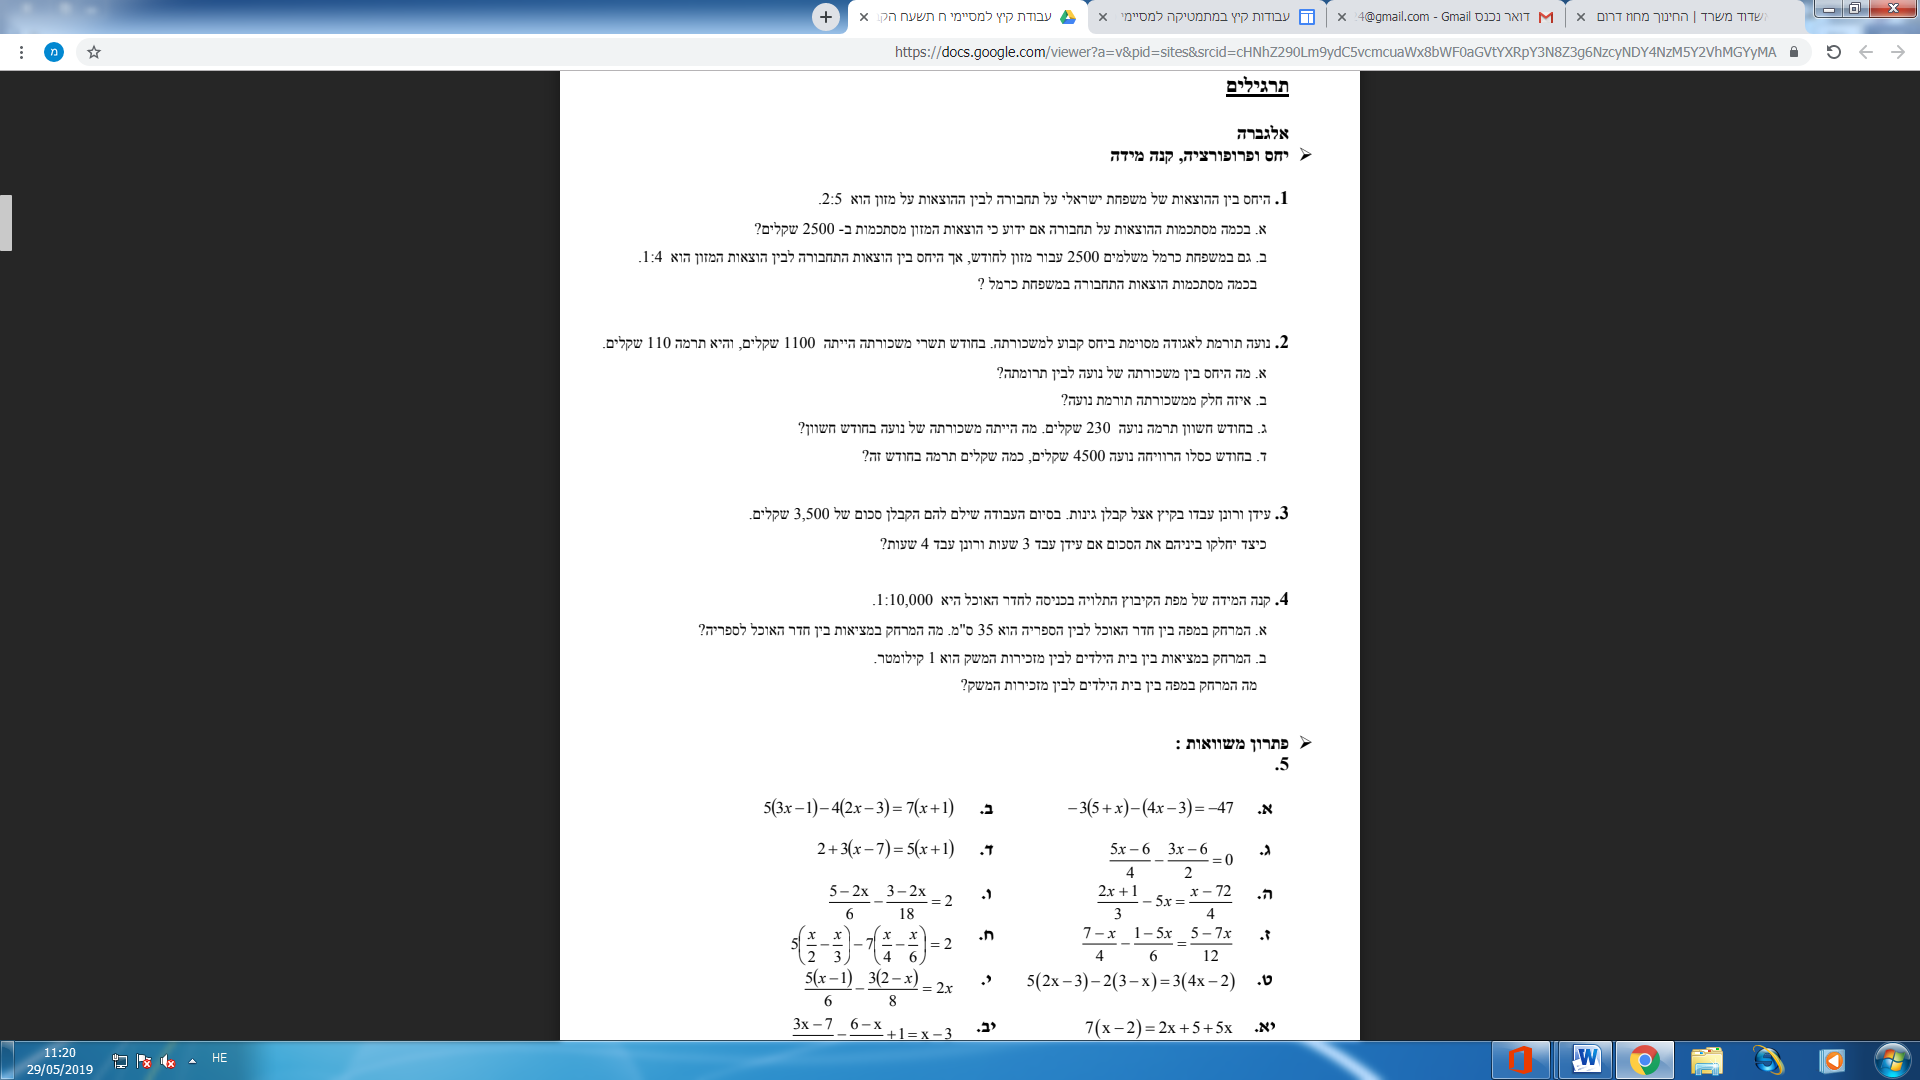 עבודת קיץ למסיימי ח תשעח הקב
עבודות קיץ במתמטיקה למסיימי
דואר נכנס 4@gmail.com - Gmail
שדוד משרד | החינוך מחוז דרום
https://docs.google.com/viewer?a=v&pid=sites&srcid=cHNhZ290Lm9ydC5vcmcuaWx8bWF0aGVtYXRpY3N8Z3g6NzcyNDY4NzM5Y2VhMGYyMA
תרגילים
אלגברה
➢ יחס ופרופורציה, קנה מידה
1. היחס בין ההוצאות של משפחת ישראלי על תחבורה לבין ההוצאות על מזון הוא 2:5.
א. בכמה מסתכמות ההוצאות על תחבורה אם ידוע כי הוצאות המזון מסתכמות ב- 2500 שקלים?
ב. גם במשפחת כרמל משלמים 2500 עבור מזון לחודש, אך היחס בין הוצאות התחבורה לבין הוצאות המזון הוא 1:4.
בכמה מסתכמות הוצאות התחבורה במשפחת כרמל ?
2. נועה תורמת לאגודה מסוימת ביחס קבוע למשכורתה. בחודש תשרי משכורתה הייתה 1100 שקלים, והיא תרמה 110 שקלים.
א. מה היחס בין משכורתה של נועה לבין תרומתה?
ב. איזה חלק ממשכורתה תורמת נועה?
ג. בחודש חשוון תרמה נועה 230 שקלים. מה הייתה משכורתה של נועה בחודש חשוון?
ד. בחודש כסלו הרוויחה נועה 4500 שקלים, כמה שקלים תרמה בחודש זה?
3. עידן ורונן עבדו בקיץ אצל קבלן גינות. בסיום העבודה שילם להם הקבלן סכום של 3,500 שקלים.
כיצד יחלקו ביניהם את הסכום אם עידן עבד 3 שעות ורונן עבד 4 שעות?
4. קנה המידה של מפת הקיבוץ התלויה בכניסה לחדר האוכל היא 1:10,000.
א. המרחק במפה בין חדר האוכל לבין הספריה הוא 35 ס"מ. מה המרחק במציאות בין חדר האוכל לספריה?
ב. המרחק במציאות בין בית הילדים לבין מזכירות המשק הוא 1 קילומטר.
מה המרחק במפה בין בית הילדים לבין מזכירות המשק?
➢ פתרון משוואות :
5.
א. −3(5+x)−(4x−3)=−47 ב. 5(3x−1)−4(2x−3)=7(x+1)
ג. (5x−6)/4 − (3x−6)/2 = 0 ד. 2+3(x−7)=5(x+1)
ה. (2x+1)/3 − 5x = (x−72)/4 ו. (5−2x)/6 − (3−2x)/18 = 2
ז. (7−x)/4 − (1−5x)/6 = (5−7x)/12 ח. 5(x/2 − x/3) − 7(x/4 − x/6) = 2
ט. 5(2x−3)−2(3−x)=3(4x−2) י. 5(x−1)/6 − 3(2−x)/8 = 2x
יא. 7(x−2)=2x+5+5x יב. 3x−7 − 6−x +1=x−3
HE
11:20
29/05/2019